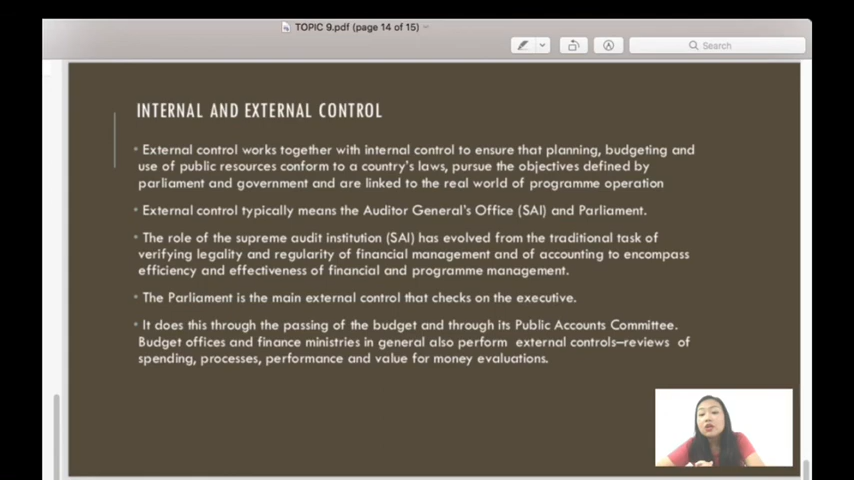 TOPIC 9.pdf (page 14 of 15)
Search
INTERNAL AND EXTERNAL CONTROL
External control works together with internal control to ensure that planning, budgeting and
use of public resources conform to a country's laws, pursue the objectives defined by
parliament and government and are linked to the real world of programme operation
External control typically means the Auditor General's Office (SAI) and Parliament.
The role of the supreme audit institution (SAI) has evolved from the traditional task of
verifying legality and regularity of financial management and of accounting to encompass
efficiency and effectiveness of financial and programme management.
The Parliament is the main external control that checks on the executive.
It does this through the passing of the budget and through its Public Accounts Committee.
Budget offices and finance ministries in general also perform external controls–reviews of
spending, processes, performance and value for money evaluations.